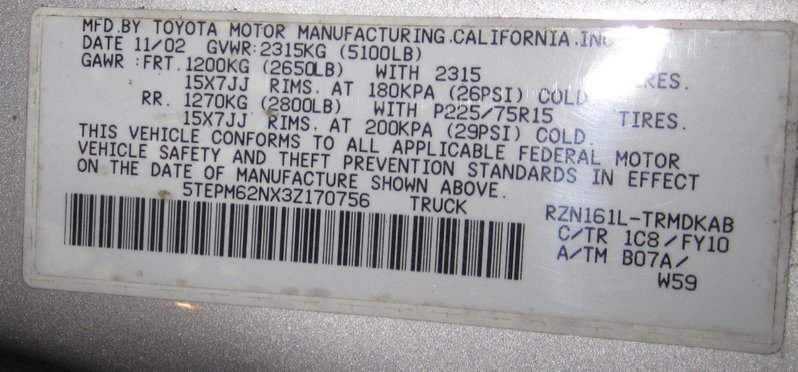 MFD.BY TOYOTA MOTOR MANUFACTURING.CALIFORNIA.INC
DATE 11/02 GVWR:2315KG (5100LB)
GAWR :FRT.1200KG (2650LB) WITH 2315 RES.
15X7JJ RIMS. AT 180KPA (26PSI) COLD
RR. 1270KG (2800LB) WITH P225/75R15 TIRES.
15X7JJ RIMS. AT 200KPA (29PSI) COLD.
THIS VEHICLE CONFORMS TO ALL APPLICABLE FEDERAL MOTOR
VEHICLE SAFETY AND THEFT PREVENTION STANDARDS IN EFFECT
ON THE DATE OF MANUFACTURE SHOWN ABOVE.
5TEPM62NX3Z170756 TRUCK
RZN161L-TRMDKAB
C/TR 1C8/FY10
A/TM B07A/
W59